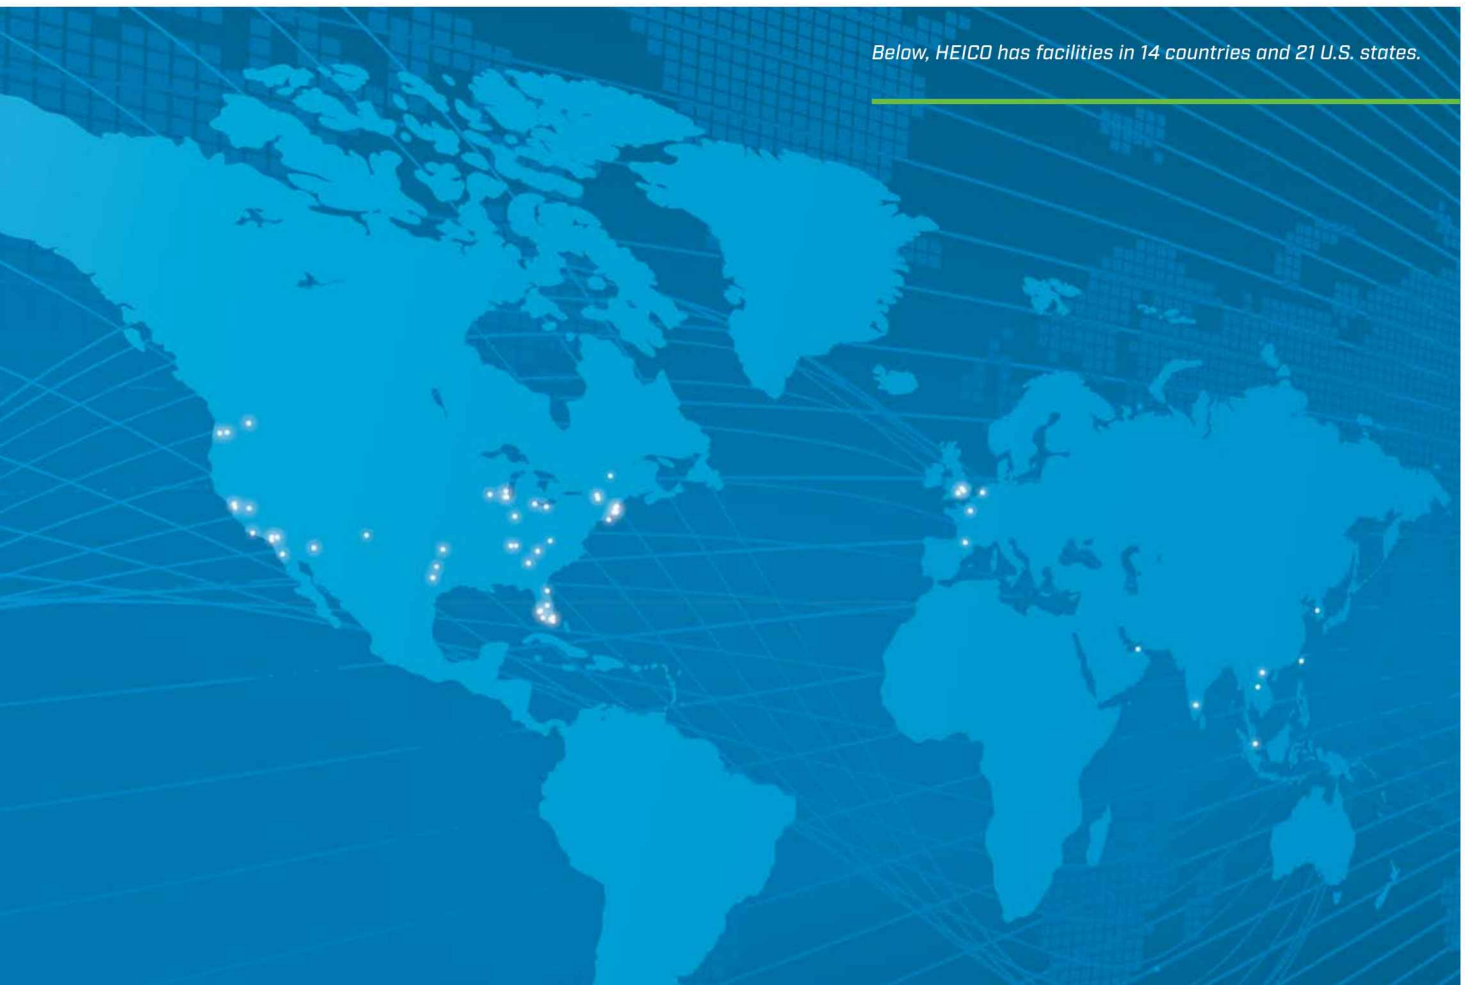 Below, HEICO has facilities in 14 countries and 21 U.S. states.